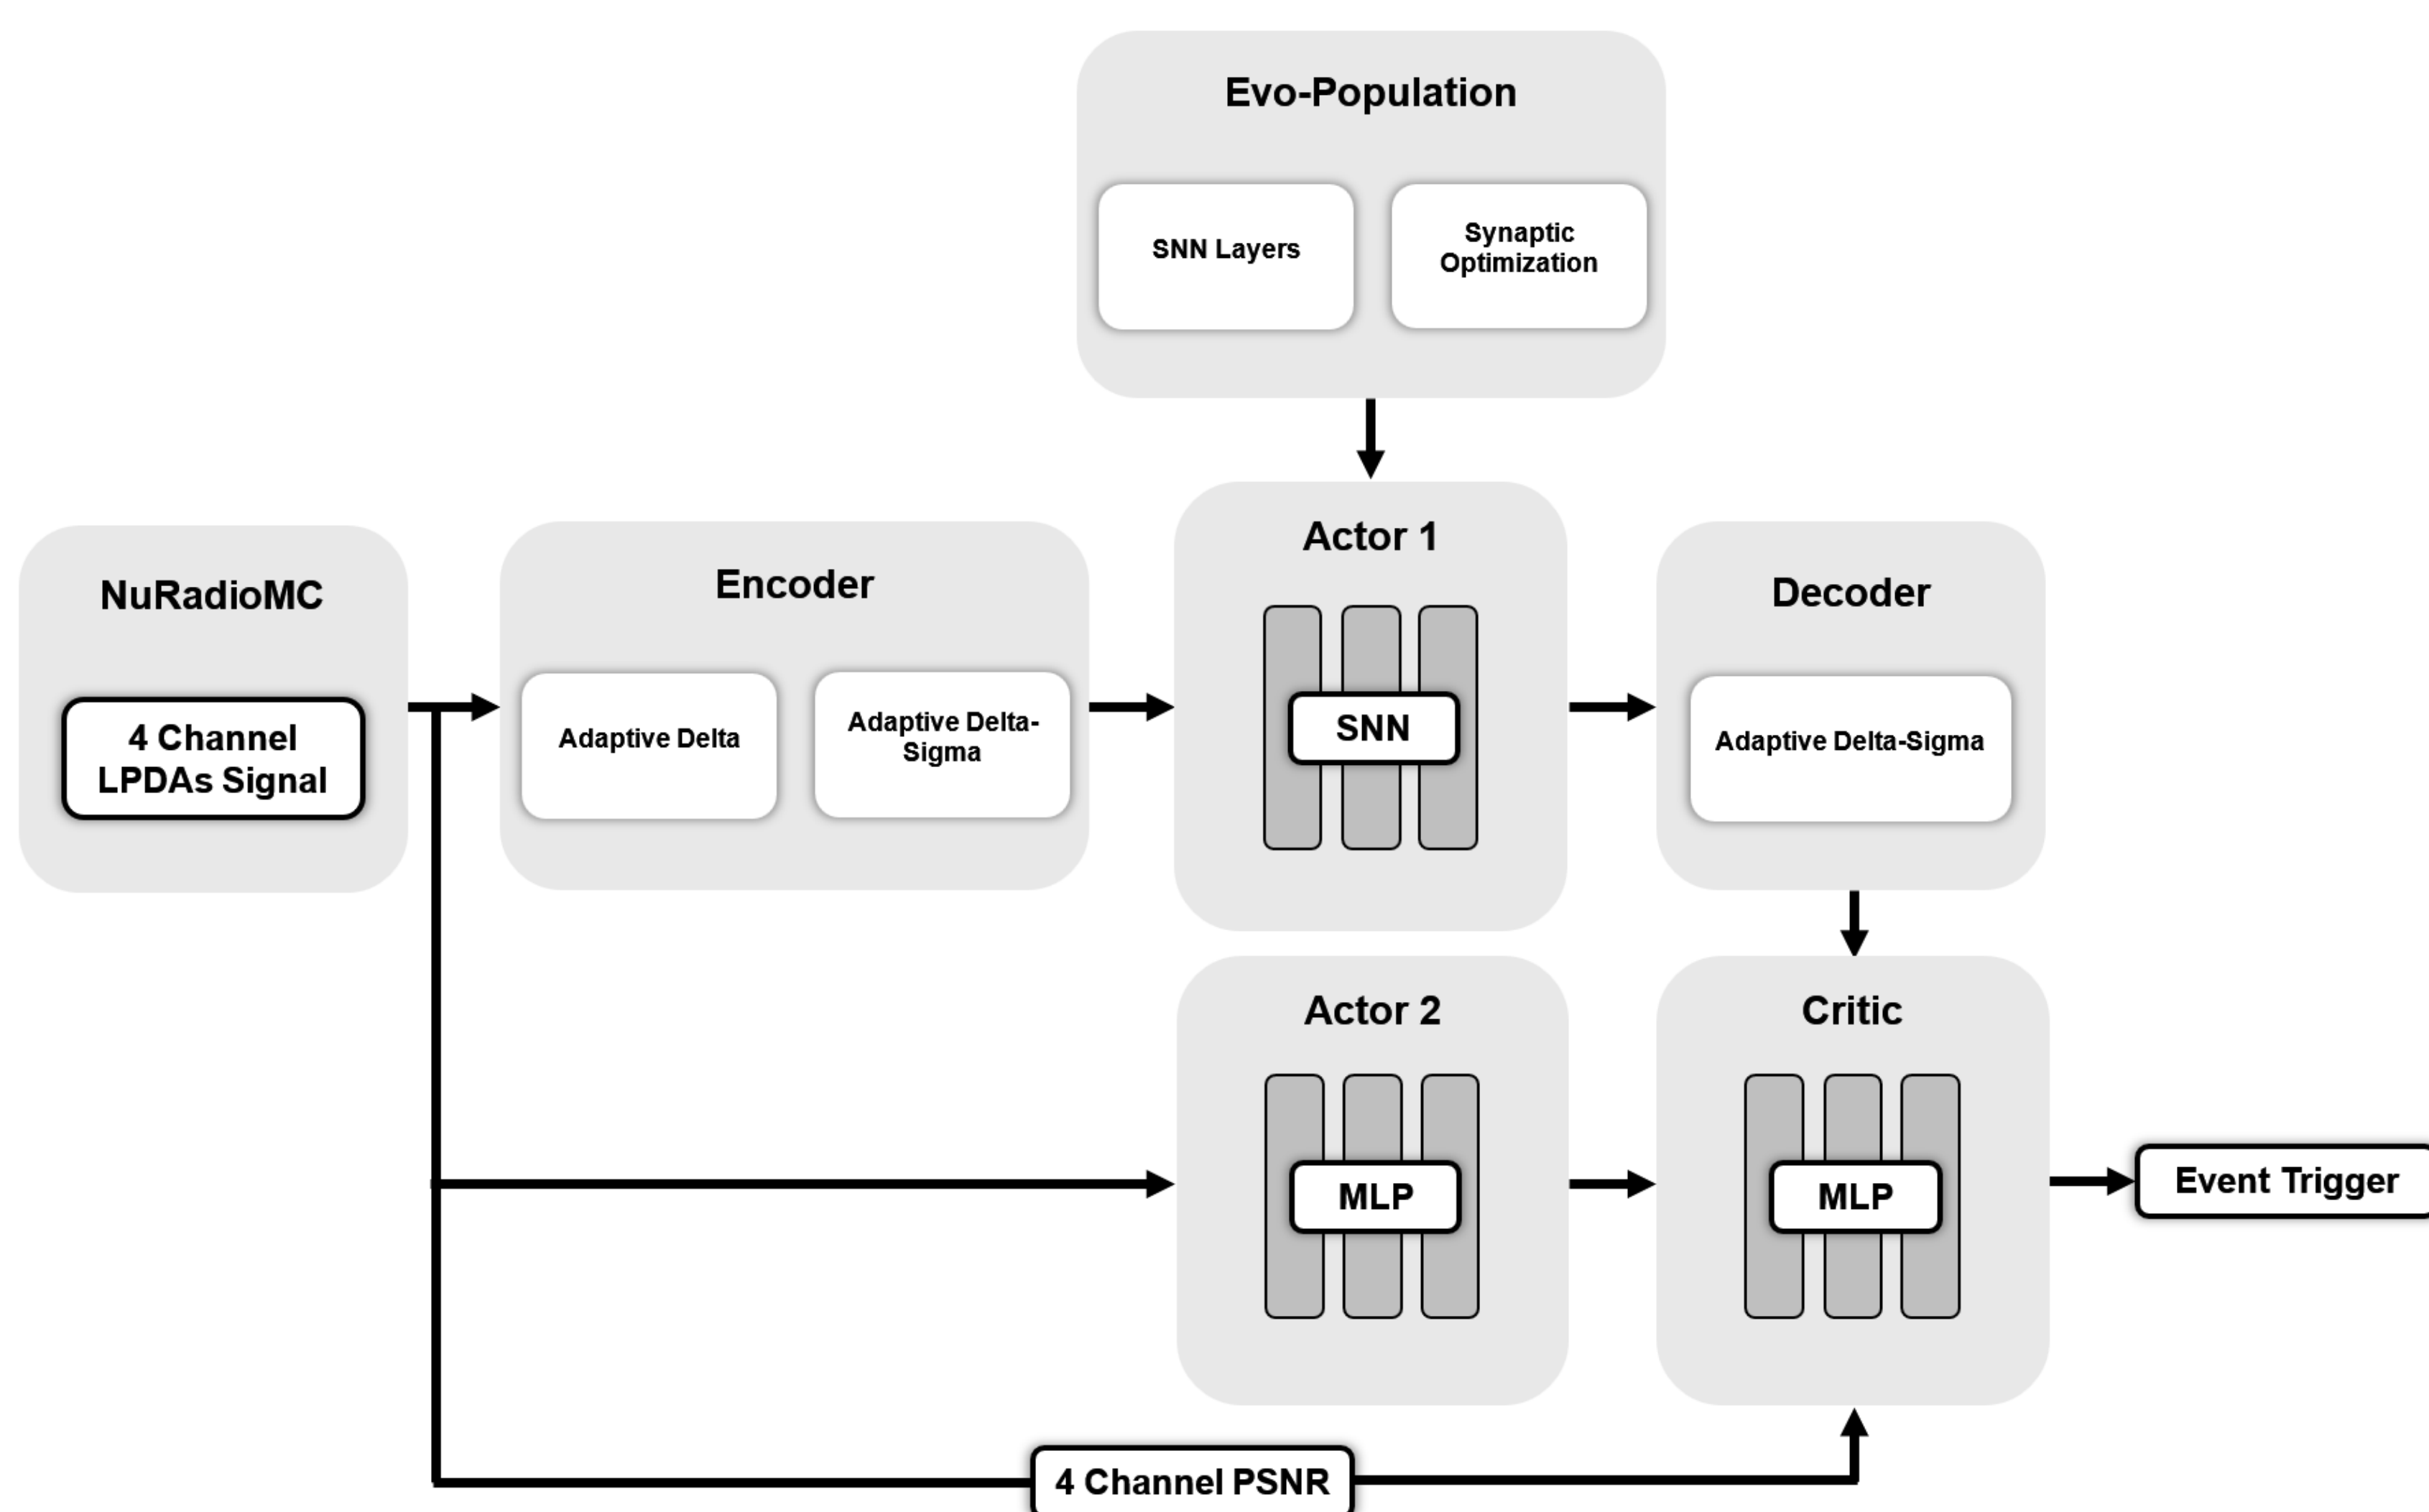 Evo-Population
SNN Layers
Synaptic
Optimization
NuRadioMC
4 Channel
LPDAs Signal
Encoder
Adaptive Delta
Adaptive Delta-
Sigma
Actor 1
SNN
Decoder
Adaptive Delta-Sigma
Actor 2
MLP
Critic
MLP
Event Trigger
4 Channel PSNR